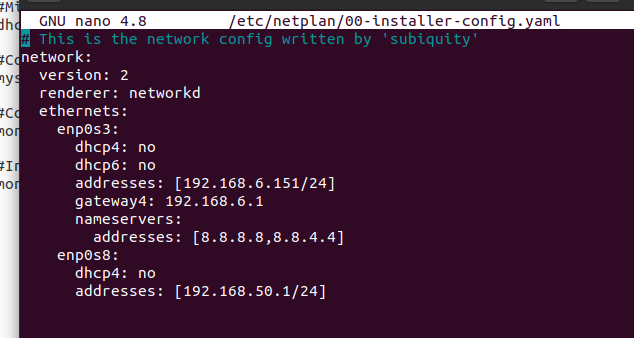 #Mi
dhc
#Co
mys
#Co
mor
#In
mor
GNU nano 4.8 /etc/netplan/00-installer-config.yaml
# This is the network config written by 'subiquity'
network:
  version: 2
  renderer: networkd
  ethernets:
    enp0s3:
      dhcp4: no
      dhcp6: no
      addresses: [192.168.6.151/24]
      gateway4: 192.168.6.1
      nameservers:
        addresses: [8.8.8.8,8.8.4.4]
    enp0s8:
      dhcp4: no
      addresses: [192.168.50.1/24]